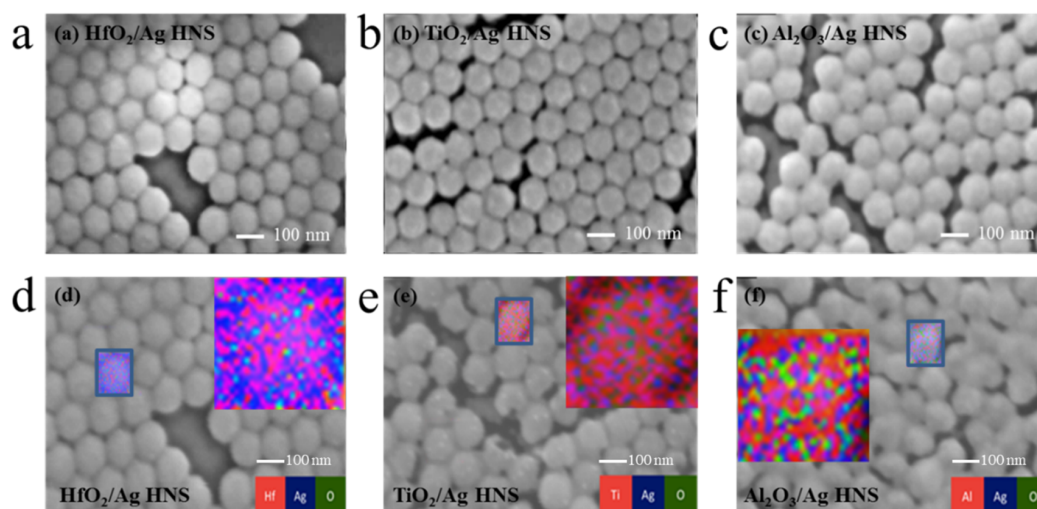 a
(a) HfO₂/Ag HNS
100 nm
b
(b) TiO₂/Ag HNS
100 nm
c
(c) Al₂O₃/Ag HNS
100 nm
d
(d)
100 nm
HfO₂/Ag HNS
Hf Ag O
e
(e)
100 nm
TiO₂/Ag HNS
Ti Ag O
f
(f)
100 nm
Al₂O₃/Ag HNS
Al Ag O